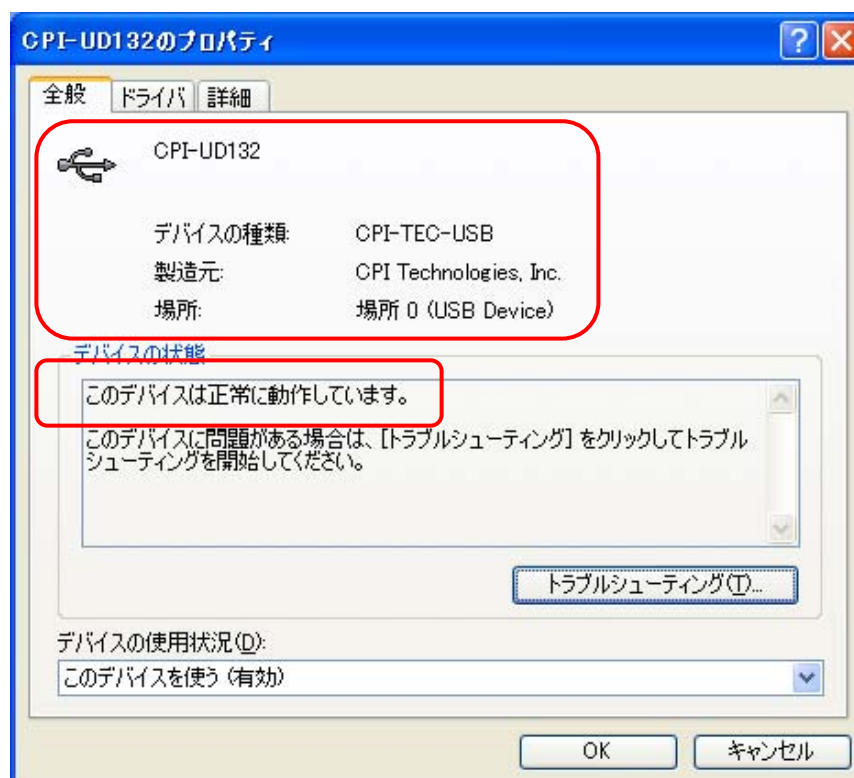 CPI-UD132のプロパティ
全般 ドライバ 詳細
CPI-UD132
デバイスの種類: CPI-TEC-USB
製造元: CPI Technologies, Inc.
場所: 場所 0 (USB Device)
デバイスの状態
このデバイスは正常に動作しています。
このデバイスに問題がある場合は、[トラブルシューティング] をクリックしてトラブル
シューティングを開始してください。
トラブルシューティング(T)...
デバイスの使用状況(D):
このデバイスを使う (有効)
OK キャンセル